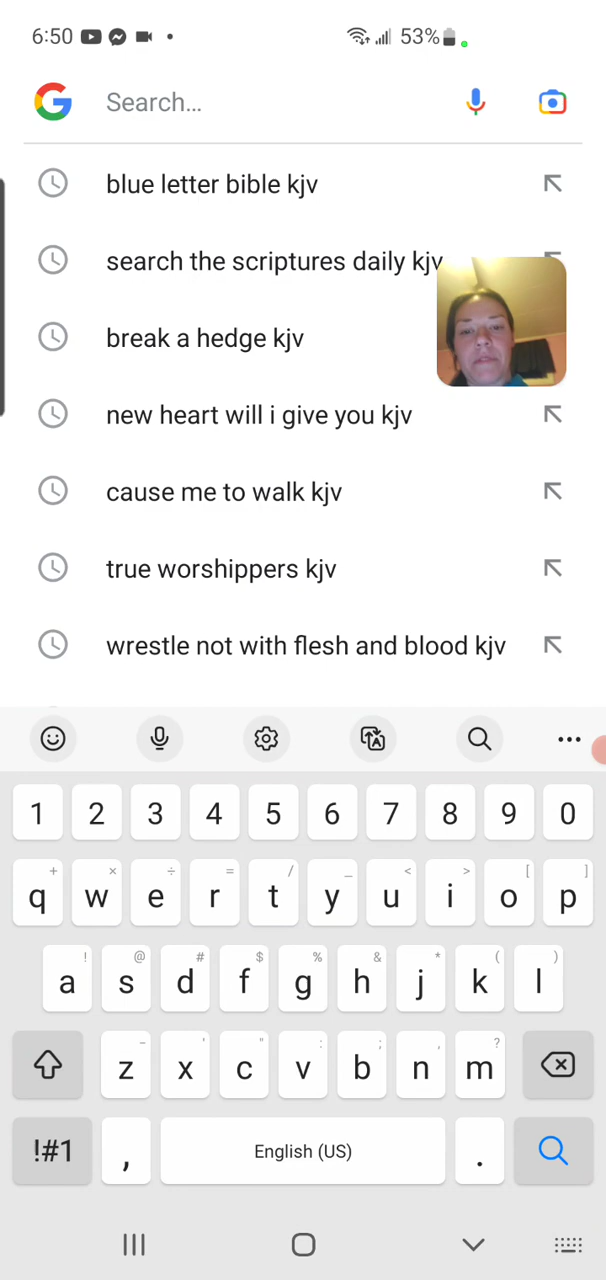 6:50 53%
Search...
blue letter bible kjv
search the scriptures daily kjv
break a hedge kjv
new heart will i give you kjv
cause me to walk kjv
true worshippers kjv
wrestle not with flesh and blood kjv
1 2 3 4 5 6 7 8 9 0
+ × ÷ = / _ < > [ ]
q w e r t y u i o p
! @ # $ % & * ( )
a s d f g h j k l
- ' " : ; , ?
z x c v b n m
!#1 , English (US) .